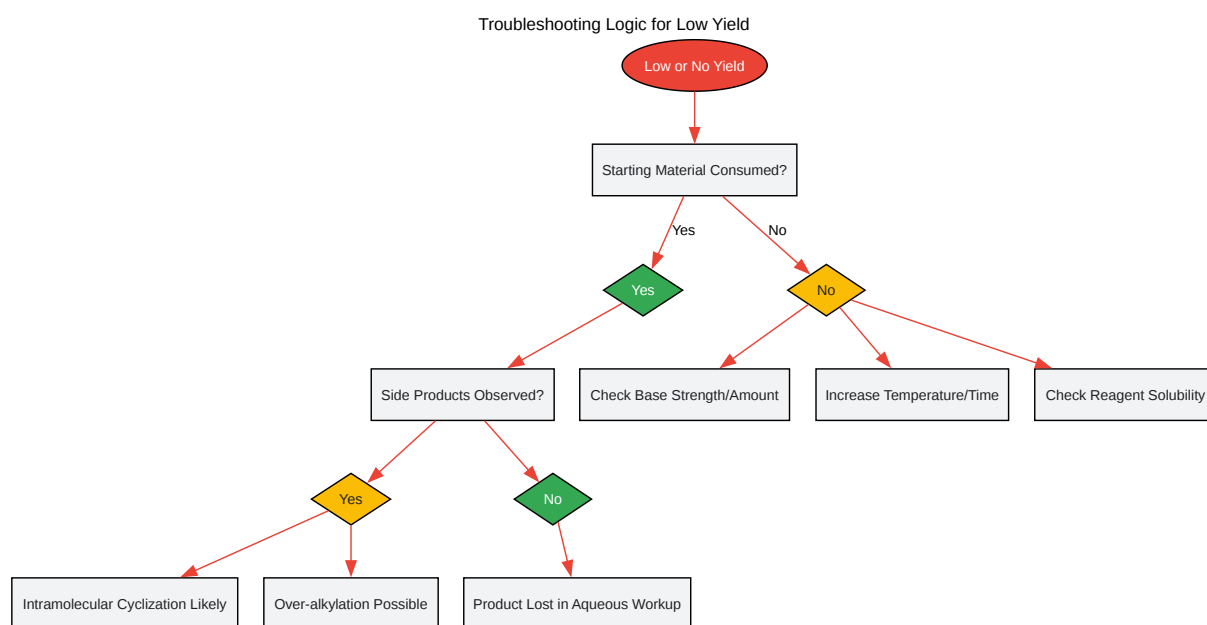 Troubleshooting Logic for Low Yield
Low or No Yield
Starting Material Consumed?
Yes
No
Yes
No
Side Products Observed?
Check Base Strength/Amount
Increase Temperature/Time
Check Reagent Solubility
Yes
No
Intramolecular Cyclization Likely
Over-alkylation Possible
Product Lost in Aqueous Workup